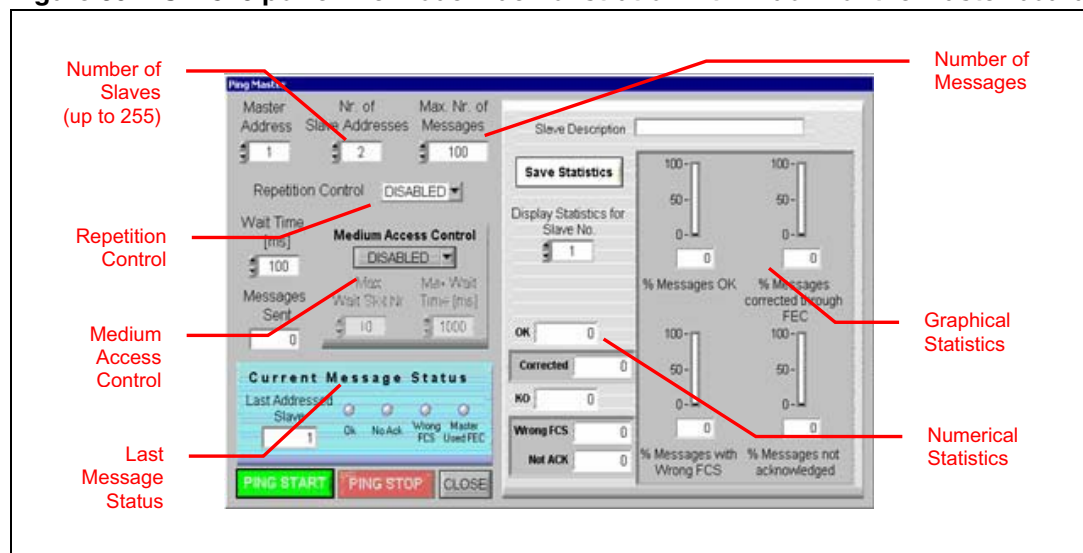 Number of
Slaves
(up to 255)
Number of
Messages
Repetition
Control
Medium
Access
Control
Last
Message
Status
Graphical
Statistics
Numerical
Statistics
Ping Master
Master
Address
1
Nr. of
Slave Addresses
2
Max. Nr. of
Messages
100
Repetition Control DISABLED
Wait Time
[ms]
100
Messages
Sent
0
Medium Access Control
DISABLED
Max
Wait Slot Nr
10
Max Wait
Time [ms]
1000
Current Message Status
Last Addressed
Slave
1
Ok
No Ack
Wrong
FCS
Master
Used FEC
PING START
PING STOP
CLOSE
Slave Description
Save Statistics
Display Statistics for
Slave No.
1
OK 0
Corrected 0
KO 0
Wrong FCS 0
Not ACK 0
100
50
0
0
% Messages OK
100
50
0
0
% Messages
corrected through
FEC
100
50
0
0
% Messages with
Wrong FCS
100
50
0
0
% Messages not
acknowledged